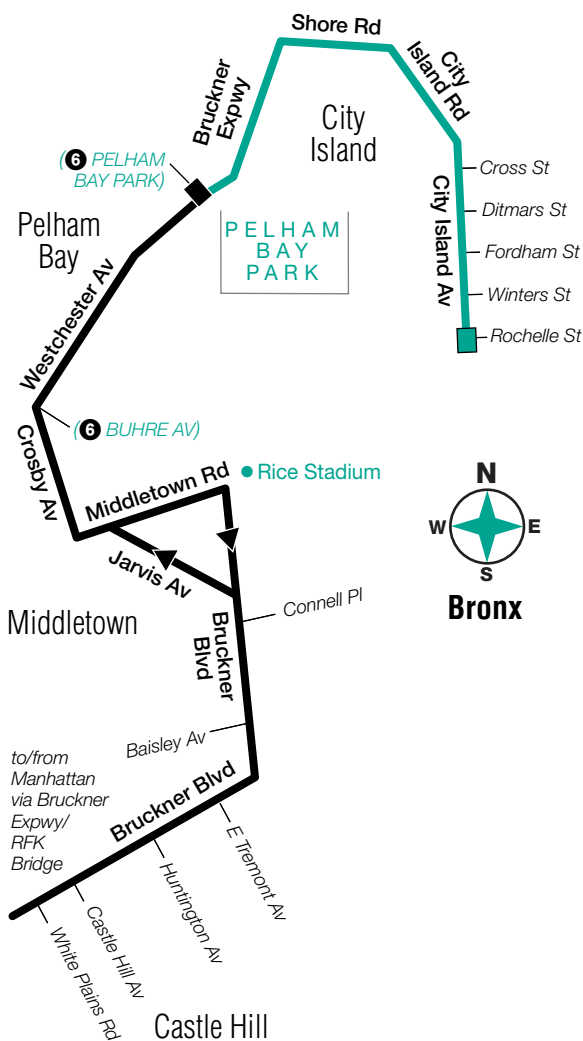 Shore Rd
City
Island Rd
Bruckner
Expwy
City
Island
(6 PELHAM
BAY PARK)
Cross St
City Island Av
Ditmars St
Pelham
Bay
PELHAM
BAY
PARK
Fordham St
Winters St
Rochelle St
Westchester Av
(6 BUHRE AV)
Crosby Av
Middletown Rd
Rice Stadium
Jarvis Av
N
W
E
S
Bronx
Connell Pl
Middletown
Bruckner
Blvd
Baisley Av
to/from
Manhattan
via Bruckner
Expwy/
RFK
Bridge
Bruckner Blvd
E Tremont Av
Huntington Av
Castle Hill Av
White Plains Rd
Castle Hill